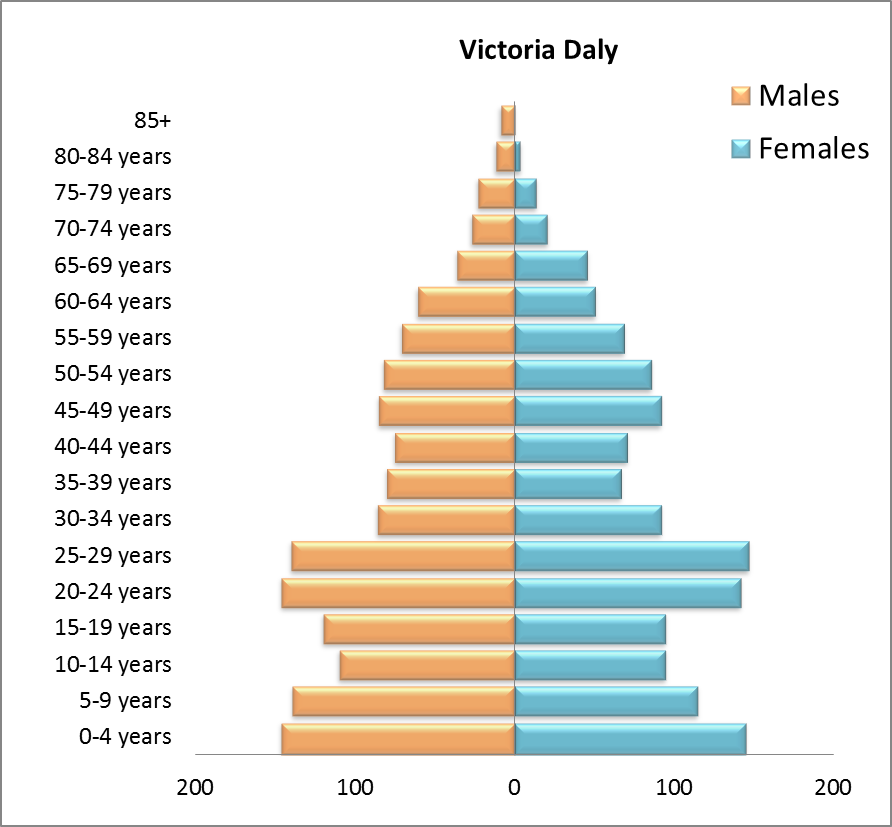 Victoria Daly
Males
Females
85+
80-84 years
75-79 years
70-74 years
65-69 years
60-64 years
55-59 years
50-54 years
45-49 years
40-44 years
35-39 years
30-34 years
25-29 years
20-24 years
15-19 years
10-14 years
5-9 years
0-4 years
200 100 0 100 200